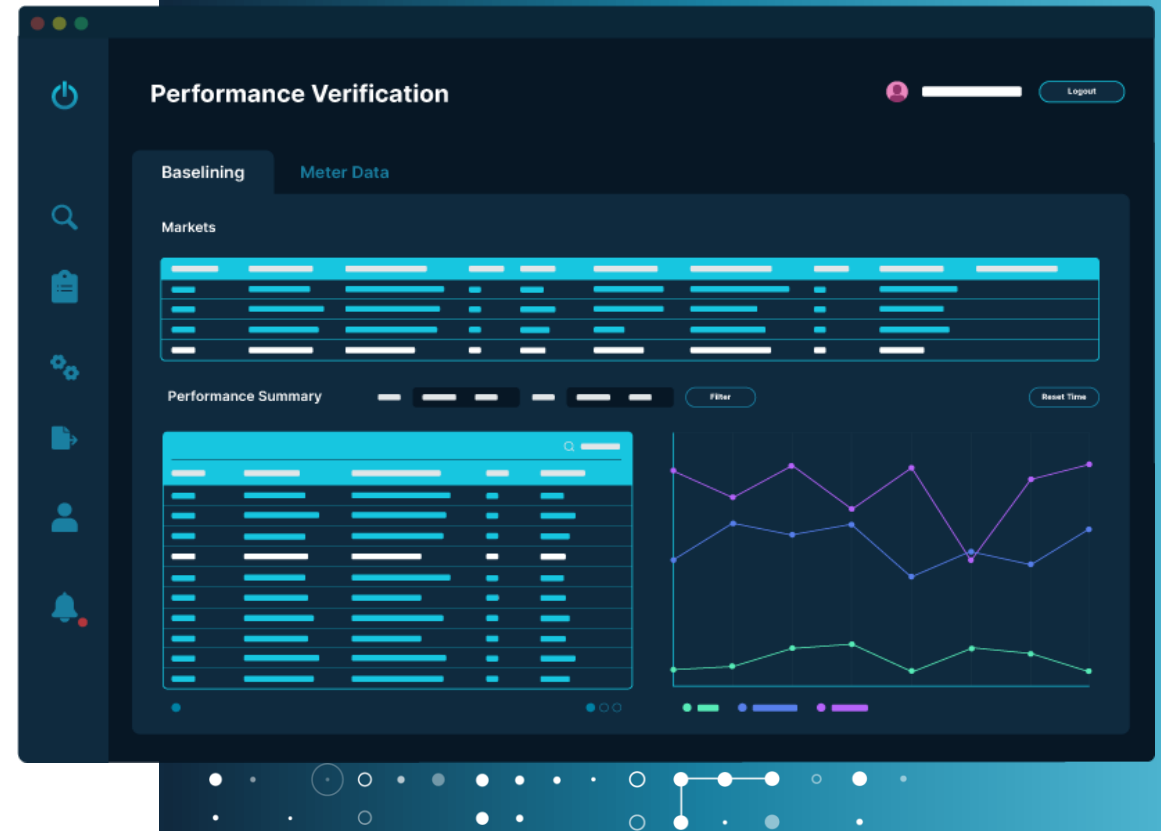 Performance Verification
Logout
Baselining
Meter Data
Markets
Performance Summary
Filter
Reset Time